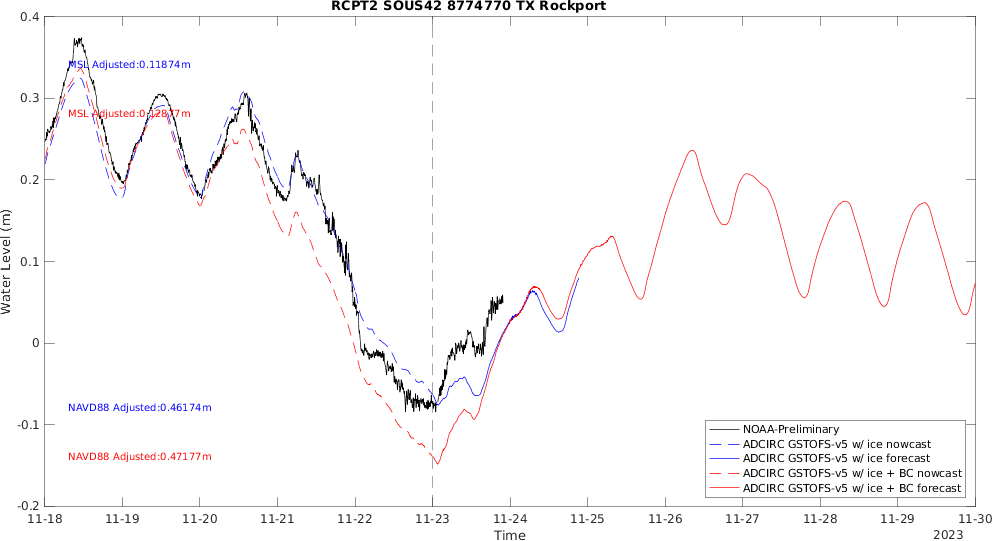 RCPT2 SOUS42 8774770 TX Rockport
0.4
0.3
0.2
0.1
0
-0.1
-0.2
Water Level (m)
MSL Adjusted:0.11874m
MSL Adjusted:0.12877m
NAVD88 Adjusted:0.46174m
NAVD88 Adjusted:0.47177m
NOAA-Preliminary
ADCIRC GSTOFS-v5 w/ ice nowcast
ADCIRC GSTOFS-v5 w/ ice forecast
ADCIRC GSTOFS-v5 w/ ice + BC nowcast
ADCIRC GSTOFS-v5 w/ ice + BC forecast
11-18 11-19 11-20 11-21 11-22 11-23 11-24 11-25 11-26 11-27 11-28 11-29 11-30
Time
2023